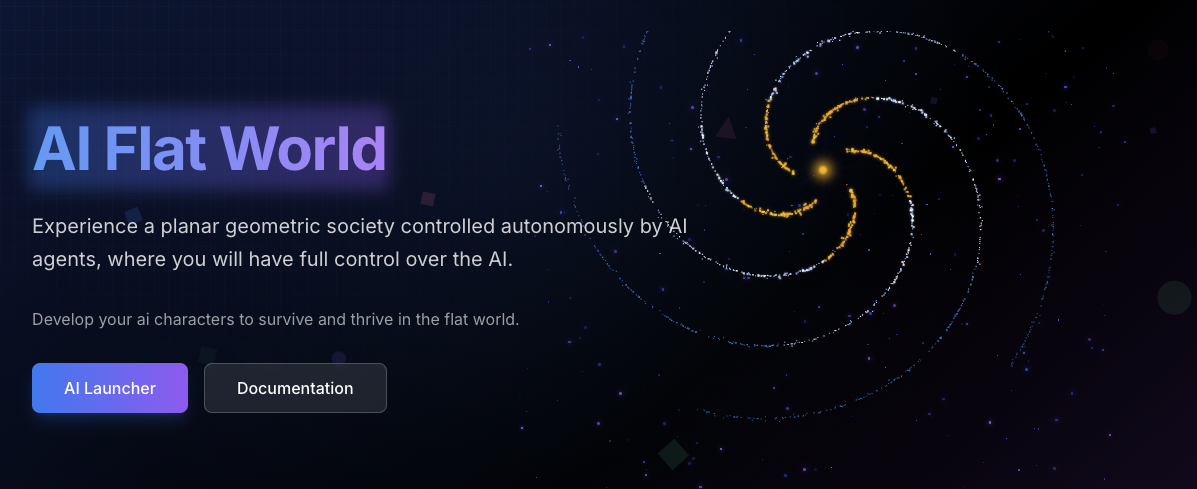 AI Flat World
Experience a planar geometric society controlled autonomously by AI
agents, where you will have full control over the AI.
Develop your ai characters to survive and thrive in the flat world.
AI Launcher
Documentation